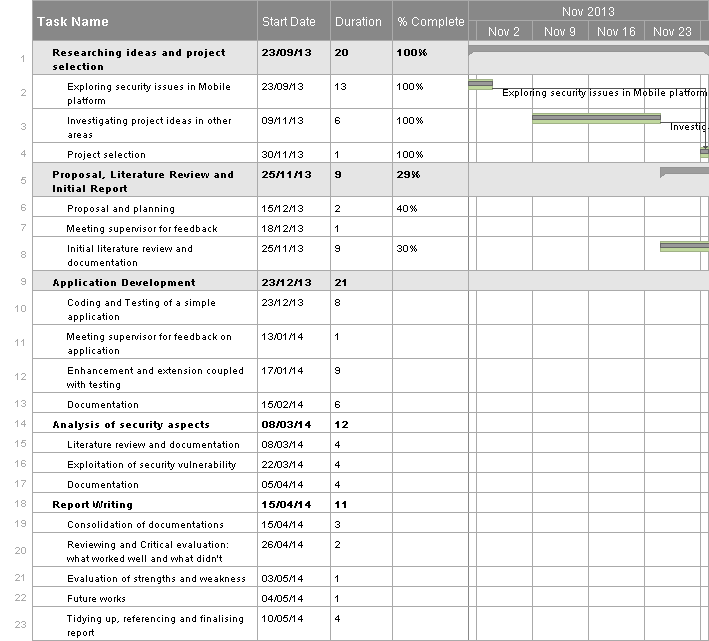 Task Name Start Date Duration % Complete Nov 2013
Nov 2 Nov 9 Nov 16 Nov 23
1 Researching ideas and project 23/09/13 20 100%
selection
2 Exploring security issues in Mobile 23/09/13 13 100% Exploring security issues in Mobile platform
platform
3 Investigating project ideas in other 09/11/13 6 100% Investig
areas
4 Project selection 30/11/13 1 100%
5 Proposal, Literature Review and 25/11/13 9 29%
Initial Report
6 Proposal and planning 15/12/13 2 40%
7 Meeting supervisor for feedback 18/12/13 1
8 Initial literature review and 25/11/13 9 30%
documentation
9 Application Development 23/12/13 21
10 Coding and Testing of a simple 23/12/13 8
application
11 Meeting supervisor for feedback on 13/01/14 1
application
12 Enhancement and extension coupled 17/01/14 9
with testing
13 Documentation 15/02/14 6
14 Analysis of security aspects 08/03/14 12
15 Literature review and documentation 08/03/14 4
16 Exploitation of security vulnerability 22/03/14 4
17 Documentation 05/04/14 4
18 Report Writing 15/04/14 11
19 Consolidation of documentations 15/04/14 3
20 Reviewing and Critical evaluation: 26/04/14 2
what worked well and what didn't
21 Evaluation of strengths and weakness 03/05/14 1
22 Future works 04/05/14 1
23 Tidying up, referencing and finalising 10/05/14 4
report